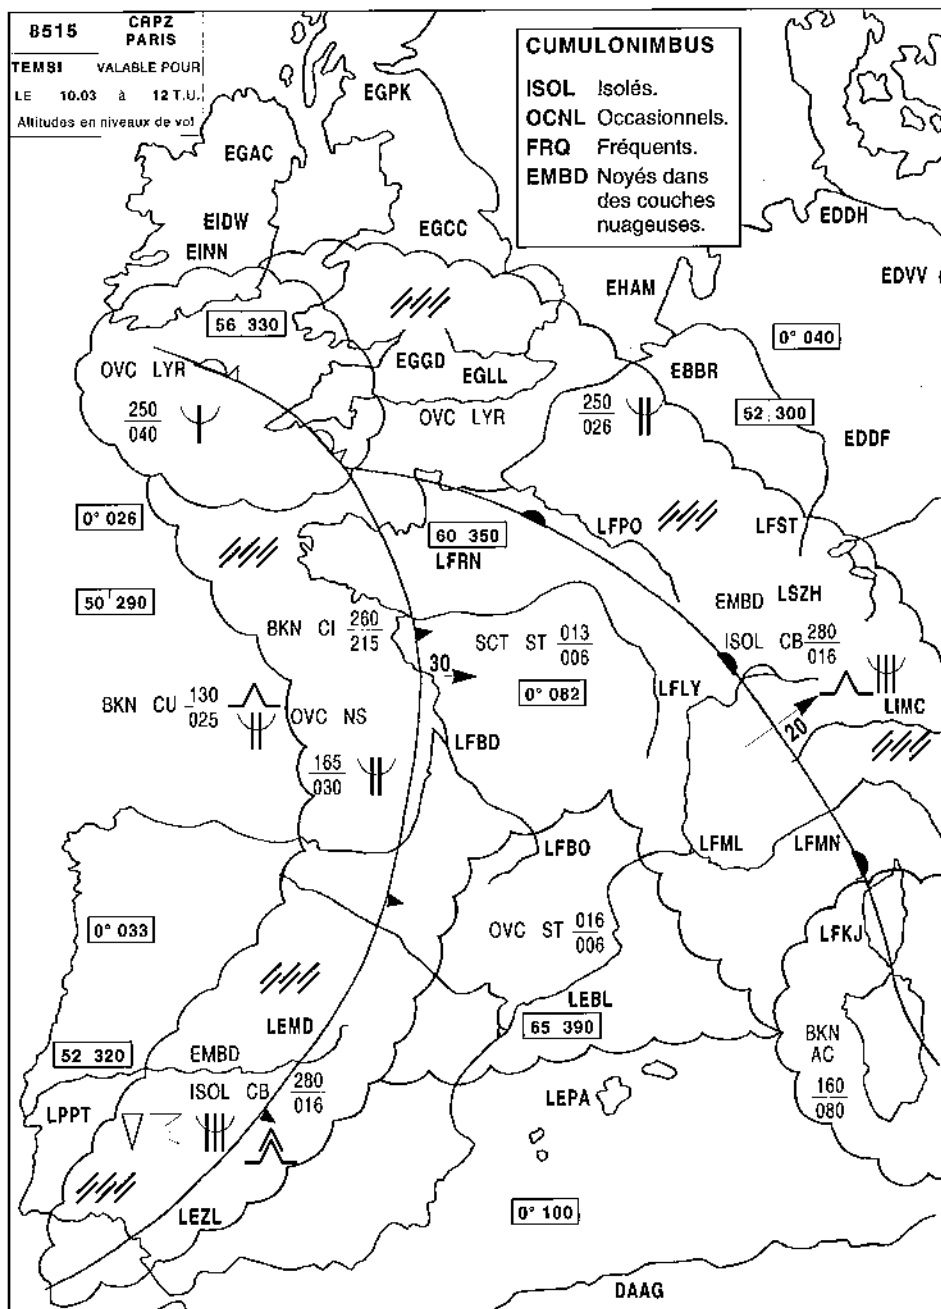 8515
CRPZ
PARIS
TEMSI VALABLE POUR
LE 10.03 à 12 T.U.
Altitudes en niveaux de vol
CUMULONIMBUS
ISOL Isolés.
OCNL Occasionnels.
FRQ Fréquents.
EMBD Noyés dans
des couches
nuageuses.
EGPK
EGAC
EIDW
EGCC
EINN
EDDH
EDVV
EHAM
56 330
0° 040
OVC LYR
EGGD
EGLL
EBBR
250
040
OVC LYR
250
026
52 300
EDDF
0° 026
60 350
LFRN
LFPO
LFST
50 290
EMBD
LSZH
BKN CI 260
215
SCT ST 013
006
ISOL CB 280
016
30
0° 082
LFLY
LIMC
BKN CU 130
025
OVC NS
20
LFBD
165
030
LFBO
LFML
LFMN
0° 033
OVC ST 016
006
LFKJ
LEMD
LEBL
65 390
BKN
AC
160
080
52 320
EMBD
ISOL CB 280
016
LPPT
LEPA
LEZL
0° 100
DAAG